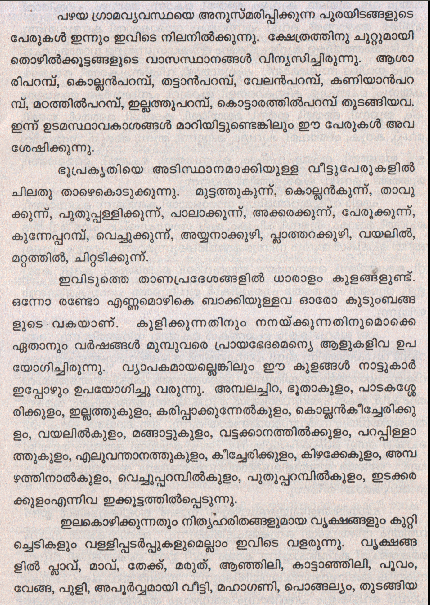 പഴയ ഗ്രാമവ്യവസ്ഥയെ അനുസ്മരിപ്പിക്കുന്ന പുരയിടങ്ങളുടെ
പേരുകൾ ഇന്നും ഇവിടെ നിലനിൽക്കുന്നു. ക്ഷേത്രത്തിനു ചുറ്റുമായി
തൊഴിൽക്കൂട്ടങ്ങളുടെ വാസസ്ഥാനങ്ങൾ വിന്യസിച്ചിരുന്നു. ആശാ
രിപറമ്പ്, കൊല്ലൻപറമ്പ്, തട്ടാൻപറമ്പ്, വേലൻപറമ്പ്, കണിയാൻപറ
മ്പ്, മഠത്തിൽപറമ്പ്, ഇല്ലത്തുപറമ്പ്, കൊട്ടാരത്തിൽപറമ്പ് തുടങ്ങിയവ.
ഇന്ന് ഉടമസ്ഥാവകാശങ്ങൾ മാറിയിട്ടുണ്ടെങ്കിലും ഈ പേരുകൾ അവ
ശേഷിക്കുന്നു.
ഭൂപ്രകൃതിയെ അടിസ്ഥാനമാക്കിയുള്ള വീട്ടുപേരുകളിൽ
ചിലതു താഴെകൊടുക്കുന്നു. മുട്ടത്തുകുന്ന്, കൊല്ലൻകുന്ന്, താവു
ക്കുന്ന്, പുതുപ്പള്ളിക്കുന്ന്, പാലാക്കുന്ന്, അക്കരക്കുന്ന്, പേരൂക്കുന്ന്,
കുന്നേപ്പറമ്പ്, വെച്ചുക്കുന്ന്, അയ്യനാക്കുഴി, പ്ലാത്തറക്കുഴി, വയലിൽ,
മറ്റത്തിൽ, ചിറ്റടിക്കുന്ന്.
ഇവിടുത്തെ താണപ്രദേശങ്ങളിൽ ധാരാളം കുളങ്ങളുണ്ട്.
ഒന്നോ രണ്ടോ എണ്ണമൊഴികെ ബാക്കിയുള്ളവ ഓരോ കുടുംബങ്ങ
ളുടെ വകയാണ്. കുളിക്കുന്നതിനും നനയ്ക്കുന്നതിനുമൊക്കെ
ഏതാനും വർഷങ്ങൾ മുമ്പുവരെ പ്രായഭേദമെന്യെ ആളുകളിവ ഉപ
യോഗിച്ചിരുന്നു. വ്യാപകമായല്ലെങ്കിലും ഈ കുളങ്ങൾ നാട്ടുകാർ
ഇപ്പോഴും ഉപയോഗിച്ചു വരുന്നു. അമ്പലച്ചിറ, ഭൂതാകുളം, പാടകശ്ശേ
രിക്കുളം, ഇല്ലത്തുകുളം, കരിപ്പാക്കുന്നേൽകുളം, കൊല്ലൻകീച്ചേരിക്കു
ളം, വയലിൽകുളം, മങ്ങാട്ടുകുളം, വട്ടക്കാനത്തിൽക്കുളം, പറപ്പിള്ളാ
ത്തുകുളം, എലുവന്താനത്തുകുളം, കീച്ചേരിക്കുളം, കിഴക്കേകുളം, അമ്പ
ഴത്തിനാൽകുളം, വെച്ചുപ്പറമ്പിൽകുളം, പുതുപ്പറമ്പിൽകുളം, ഇടക്കര
ക്കുളംഎന്നിവ ഇക്കൂട്ടത്തിൽപ്പെടുന്നു.
ഇലകൊഴിക്കുന്നതും നിത്യഹരിതങ്ങളുമായ വൃക്ഷങ്ങളും കുറ്റി
ച്ചെടികളും വള്ളിപ്പടർപ്പുകളുമെല്ലാം ഇവിടെ വളരുന്നു. വൃക്ഷങ്ങ
ളിൽ പ്ലാവ്, മാവ്, തേക്ക്, മരുത്, ആഞ്ഞിലി, കാട്ടാഞ്ഞിലി, പൂവം,
വേങ്ങ, പുളി, അപൂർവ്വമായി വീട്ടി, മഹാഗണി, പൊങ്ങല്യം, തുടങ്ങിയ